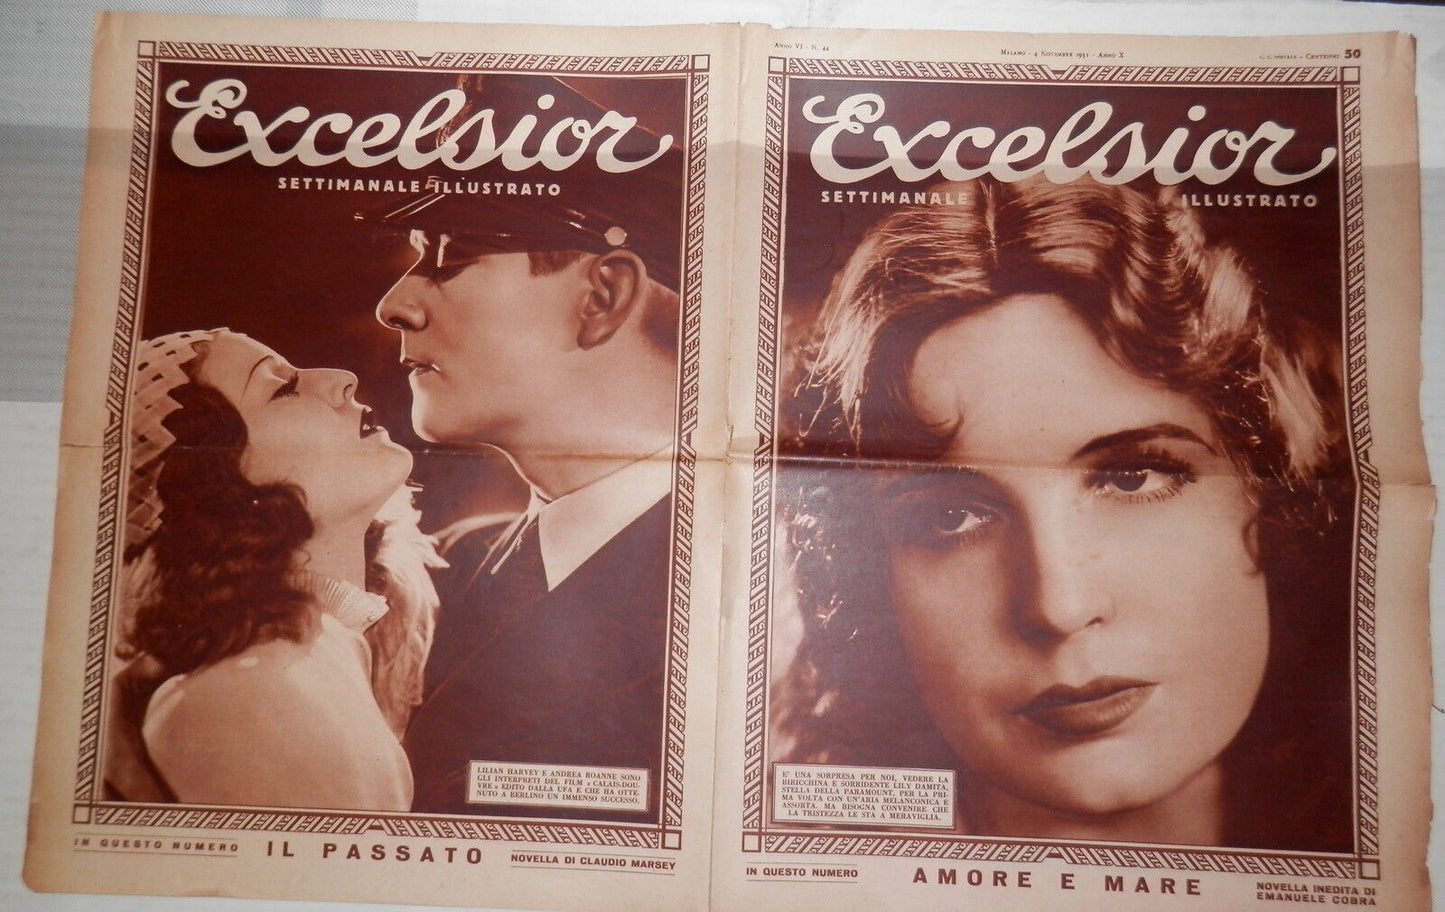 Excelsior
SETTIMANALE ILLUSTRATO
LILIAN HARVEY E ANDREA ROANNE SONO
GLI INTERPRETI DEL FILM « CALAIS-DOU-
VRE » EDITO DALLA UFA E CHE HA OTTE-
NUTO A BERLINO UN IMMENSO SUCCESSO.
IN QUESTO NUMERO IL PASSATO NOVELLA DI CLAUDIO MARSEY
ANNO VI - N. 44 MILANO - 4 NOVEMBRE 1931 - ANNO X C. C. POSTALE - CENTESIMI 50
Excelsior
SETTIMANALE ILLUSTRATO
E' UNA SORPRESA PER NOI, VEDERE LA
BIRICCHINA E SORRIDENTE LILY DAMITA,
STELLA DELLA PARAMOUNT, PER LA PRI-
MA VOLTA CON UN'ARIA MELANCONICA E
ASSORTA. MA BISOGNA CONVENIRE CHE
LA TRISTEZZA LE STA A MERAVIGLIA.
IN QUESTO NUMERO AMORE E MARE NOVELLA INEDITA DI
EMANUELE COBRA